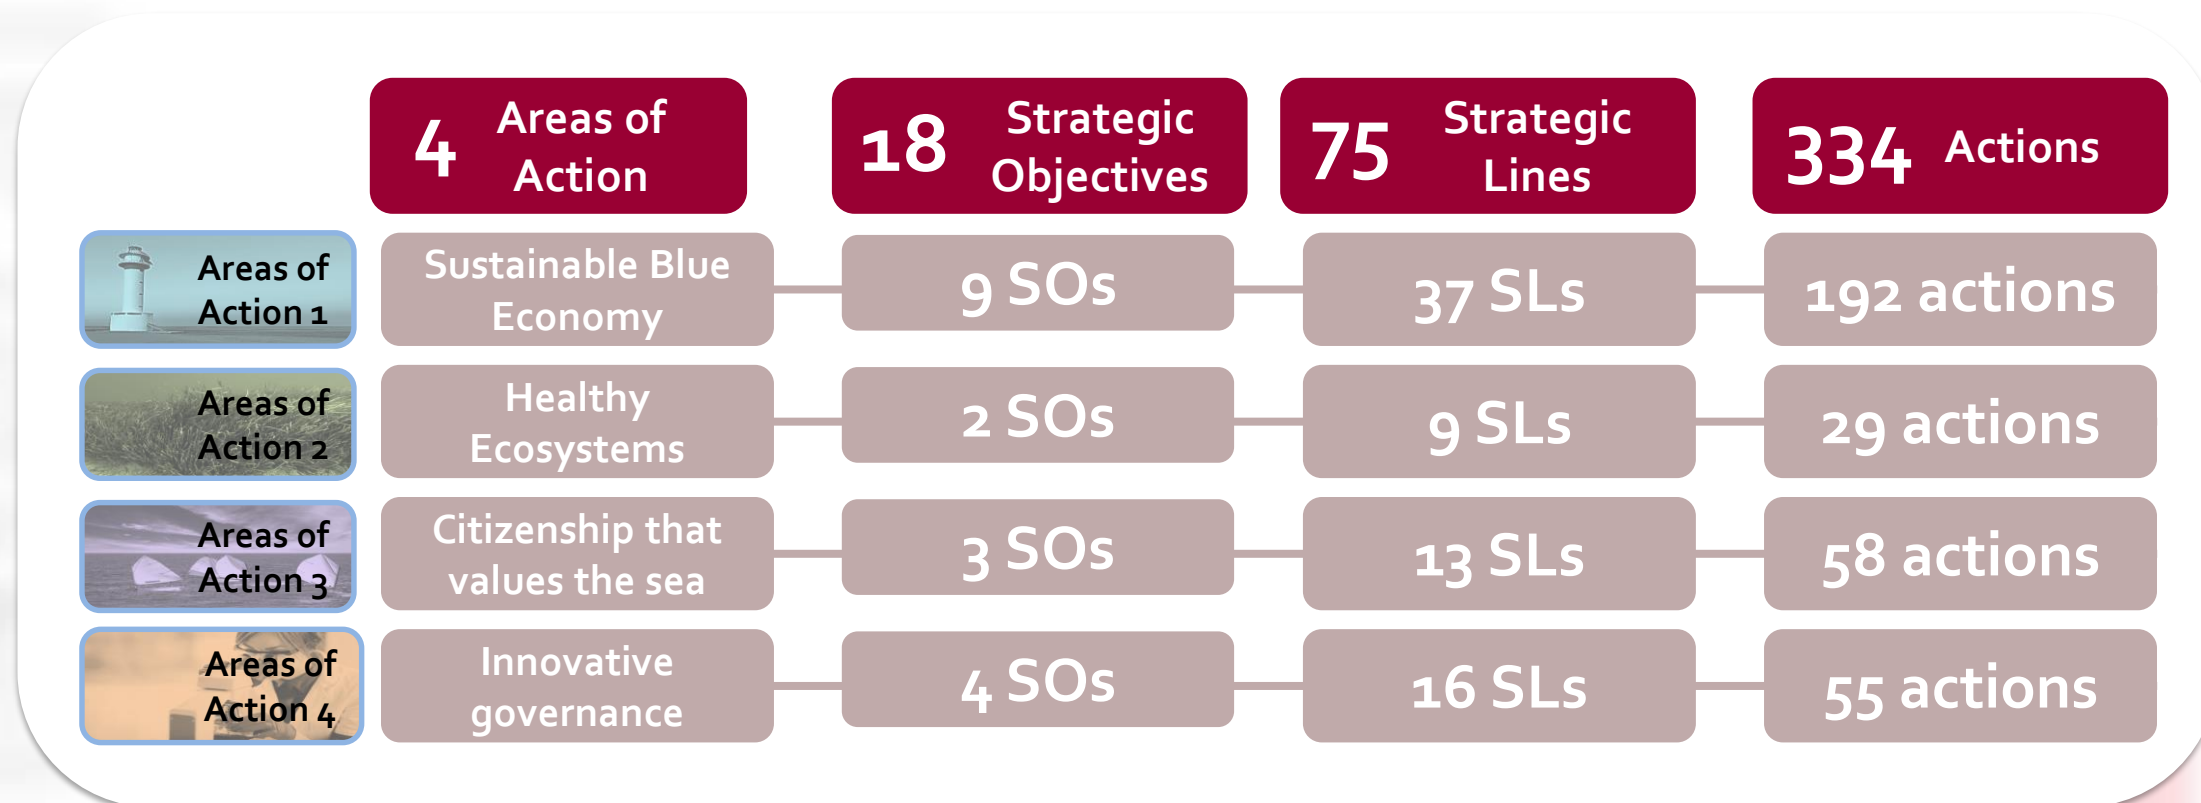 4 Areas of
Action
18 Strategic
Objectives
75 Strategic
Lines
334 Actions
Areas of
Action 1
Sustainable Blue
Economy
9 SOs
37 SLs
192 actions
Areas of
Action 2
Healthy
Ecosystems
2 SOs
9 SLs
29 actions
Areas of
Action 3
Citizenship that
values the sea
3 SOs
13 SLs
58 actions
Areas of
Action 4
Innovative
governance
4 SOs
16 SLs
55 actions